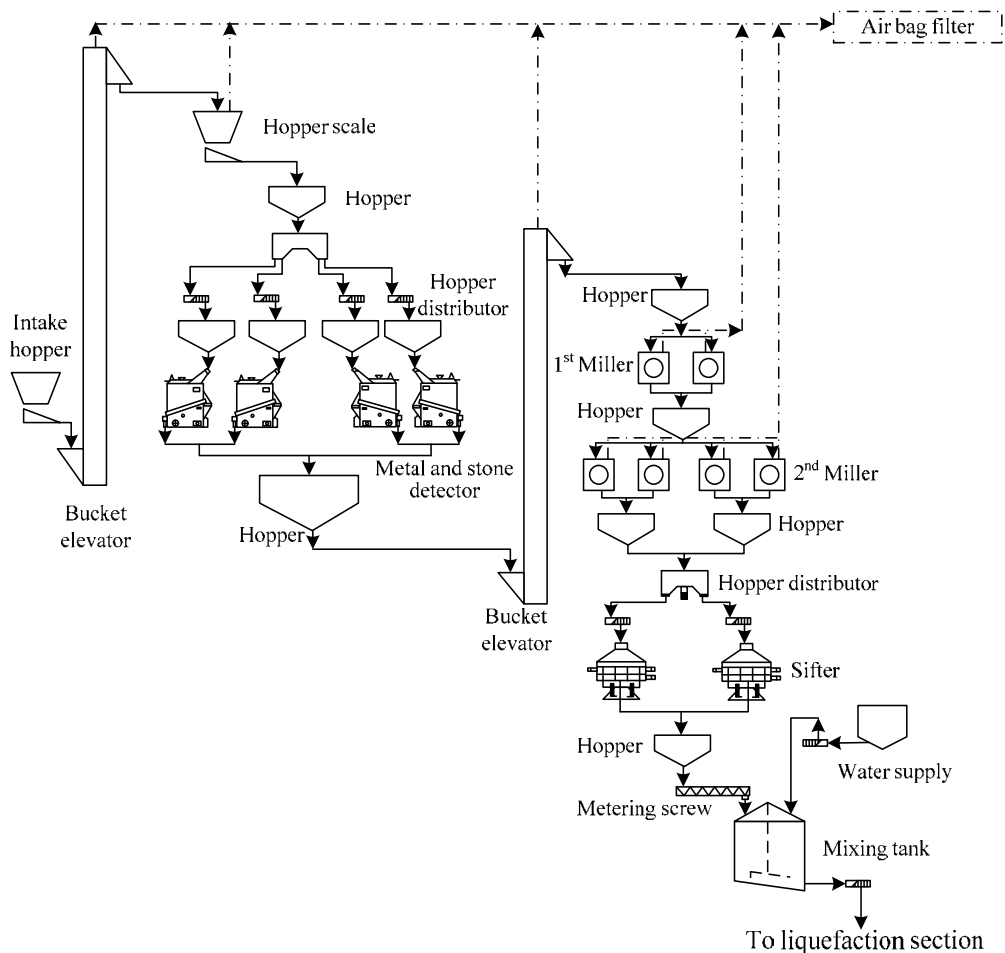 Air bag filter
Hopper scale
Hopper
Hopper
distributor
Intake
hopper
Metal and stone
detector
Bucket
elevator
Hopper
Bucket
elevator
Hopper
1st Miller
Hopper
2nd Miller
Hopper
Hopper distributor
Sifter
Hopper
Water supply
Metering screw
Mixing tank
To liquefaction section